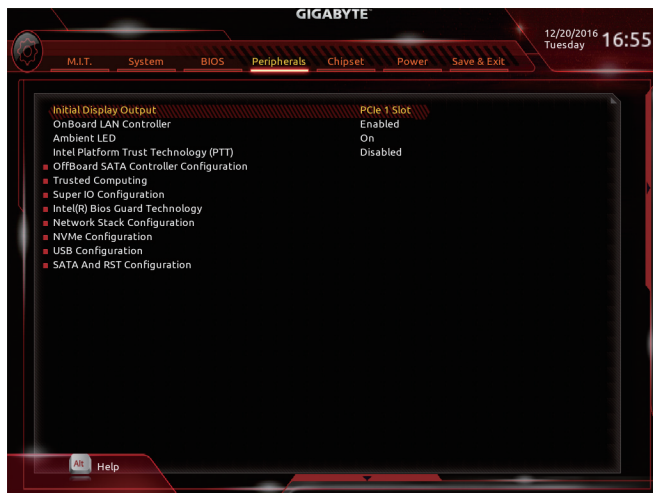 GIGABYTE™
12/20/2016 Tuesday 16:55
M.I.T. System BIOS Peripherals Chipset Power Save & Exit
Initial Display Output PCIe 1 Slot
OnBoard LAN Controller Enabled
Ambient LED On
Intel Platform Trust Technology (PTT) Disabled
OffBoard SATA Controller Configuration
Trusted Computing
Super IO Configuration
Intel(R) Bios Guard Technology
Network Stack Configuration
NVMe Configuration
USB Configuration
SATA And RST Configuration
Alt Help